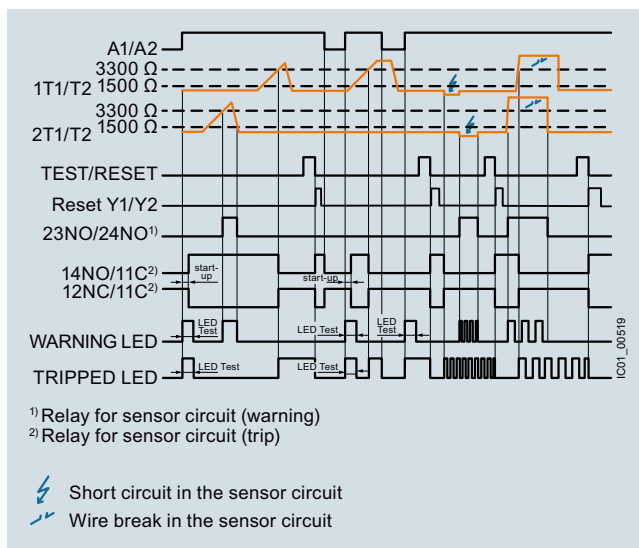 A1/A2
3300 Ω
1T1/T2 1500 Ω
3300 Ω
1500 Ω
2T1/T2
TEST/RESET
Reset Y1/Y2
23NO/24NO1)
start-
up
start-up
14NO/11C2)
12NC/11C2)
LED
Test
LED Test
LED
Test
WARNING LED
LED Test
LED Test
TRIPPED LED
IC01_00519
1) Relay for sensor circuit (warning)
2) Relay for sensor circuit (trip)
Short circuit in the sensor circuit
Wire break in the sensor circuit